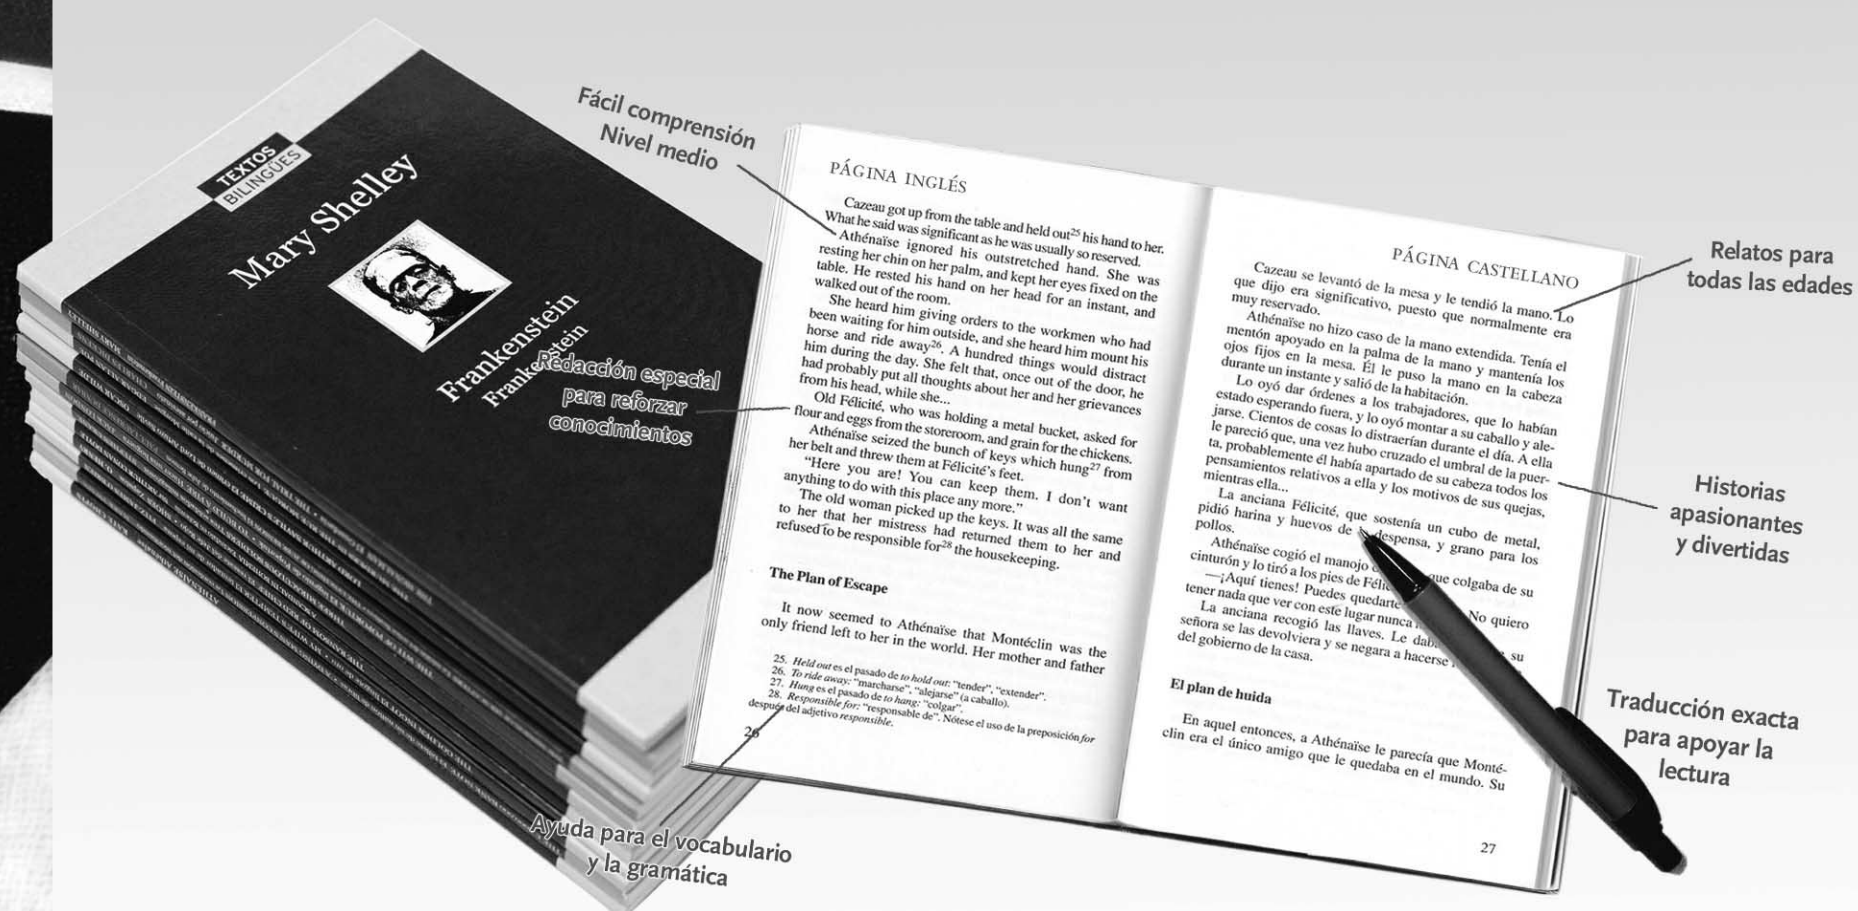 TEXTOS
BILINGÜES
Mary Shelley
Frankenstein
Frankenstein
Fácil comprensión
Nivel medio
Redacción especial
para reforzar
conocimientos
Ayuda para el vocabulario
y la gramática
PÁGINA INGLÉS
Cazeau got up from the table and held out²⁵ his hand to her.
What he said was significant as he was usually so reserved.
Athénaïse ignored his outstretched hand. She was
resting her chin on her palm, and kept her eyes fixed on the
table. He rested his hand on her head for an instant, and
walked out of the room.
She heard him giving orders to the workmen who had
been waiting for him outside, and she heard him mount his
horse and ride away²⁶. A hundred things would distract
him during the day. She felt that, once out of the door, he
had probably put all thoughts about her and her grievances
from his head, while she...
Old Félicité, who was holding a metal bucket, asked for
flour and eggs from the storeroom, and grain for the chickens.
Athénaïse seized the bunch of keys which hung²⁷ from
her belt and threw them at Félicité's feet.
“Here you are! You can keep them. I don't want
anything to do with this place any more.”
The old woman picked up the keys. It was all the same
to her that her mistress had returned them to her and
refused to be responsible for²⁸ the housekeeping.
The Plan of Escape
It now seemed to Athénaïse that Montéclin was the
only friend left to her in the world. Her mother and father
25. Held out es el pasado de to hold out: “tender”, “extender”.
26. To ride away: “marcharse”, “alejarse” (a caballo).
27. Hung es el pasado de to hang: “colgar”.
28. Responsible for: “responsable de”. Nótese el uso de la preposición for
después del adjetivo responsible.
26
PÁGINA CASTELLANO
Cazeau se levantó de la mesa y le tendió la mano. Lo
que dijo era significativo, puesto que normalmente era
muy reservado.
Athénaïse no hizo caso de la mano extendida. Tenía el
mentón apoyado en la palma de la mano y mantenía los
ojos fijos en la mesa. Él le puso la mano en la cabeza
durante un instante y salió de la habitación.
Lo oyó dar órdenes a los trabajadores, que lo habían
estado esperando fuera, y lo oyó montar a su caballo y ale-
jarse. Cientos de cosas lo distraerían durante el día. A ella
le pareció que, una vez hubo cruzado el umbral de la puer-
ta, probablemente él había apartado de su cabeza todos los
pensamientos relativos a ella y los motivos de sus quejas,
mientras ella...
La anciana Félicité, que sostenía un cubo de metal,
pidió harina y huevos de despensa, y grano para los
pollos.
Athénaïse cogió el manojo que colgaba de su
cinturón y lo tiró a los pies de
—¡Aquí tienes! Puedes quedarte No quiero
tener nada que ver con este lugar nunca
La anciana recogió las llaves. Le su
señora se las devolviera y se negara a hacerse
del gobierno de la casa.
El plan de huida
En aquel entonces, a Athénaïse le parecía que Monté-
clin era el único amigo que le quedaba en el mundo. Su
27
Relatos para
todas las edades
Historias
apasionantes
y divertidas
Traducción exacta
para apoyar la
lectura